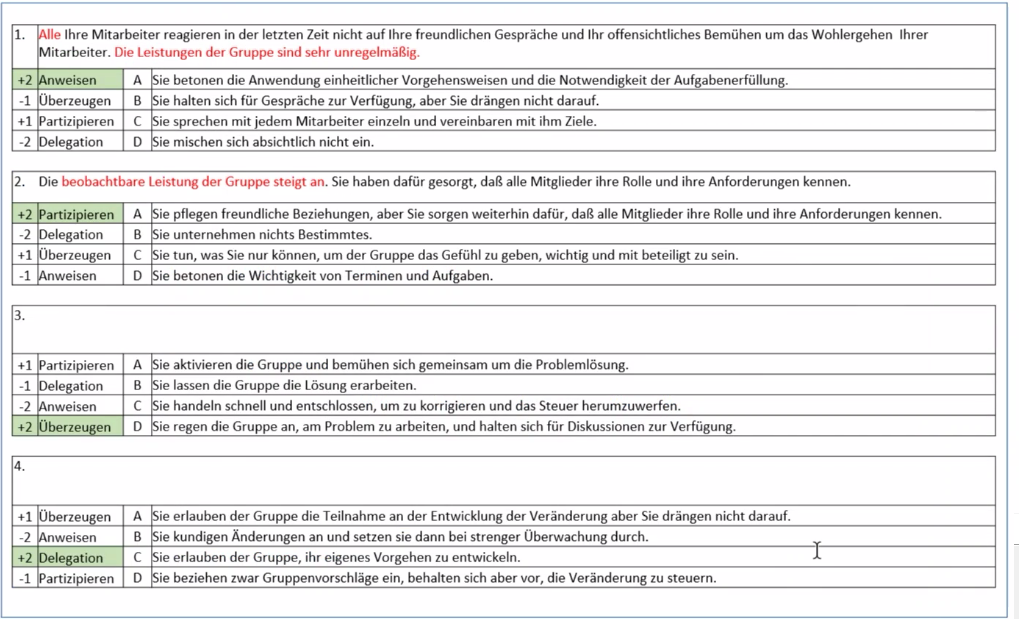 1. Alle Ihre Mitarbeiter reagieren in der letzten Zeit nicht auf Ihre freundlichen Gespräche und Ihr offensichtliches Bemühen um das Wohlergehen Ihrer
Mitarbeiter. Die Leistungen der Gruppe sind sehr unregelmäßig.
+2 Anweisen A Sie betonen die Anwendung einheitlicher Vorgehensweisen und die Notwendigkeit der Aufgabenerfüllung.
-1 Überzeugen B Sie halten sich für Gespräche zur Verfügung, aber Sie drängen nicht darauf.
+1 Partizipieren C Sie sprechen mit jedem Mitarbeiter einzeln und vereinbaren mit ihm Ziele.
-2 Delegation D Sie mischen sich absichtlich nicht ein.
2. Die beobachtbare Leistung der Gruppe steigt an. Sie haben dafür gesorgt, daß alle Mitglieder ihre Rolle und ihre Anforderungen kennen.
+2 Partizipieren A Sie pflegen freundliche Beziehungen, aber Sie sorgen weiterhin dafür, daß alle Mitglieder ihre Rolle und ihre Anforderungen kennen.
-2 Delegation B Sie unternehmen nichts Bestimmtes.
+1 Überzeugen C Sie tun, was Sie nur können, um der Gruppe das Gefühl zu geben, wichtig und mit beteiligt zu sein.
-1 Anweisen D Sie betonen die Wichtigkeit von Terminen und Aufgaben.
3.
+1 Partizipieren A Sie aktivieren die Gruppe und bemühen sich gemeinsam um die Problemlösung.
-1 Delegation B Sie lassen die Gruppe die Lösung erarbeiten.
-2 Anweisen C Sie handeln schnell und entschlossen, um zu korrigieren und das Steuer herumzuwerfen.
+2 Überzeugen D Sie regen die Gruppe an, am Problem zu arbeiten, und halten sich für Diskussionen zur Verfügung.
4.
+1 Überzeugen A Sie erlauben der Gruppe die Teilnahme an der Entwicklung der Veränderung aber Sie drängen nicht darauf.
-2 Anweisen B Sie kundigen Änderungen an und setzen sie dann bei strenger Überwachung durch.
+2 Delegation C Sie erlauben der Gruppe, ihr eigenes Vorgehen zu entwickeln.
-1 Partizipieren D Sie beziehen zwar Gruppenvorschläge ein, behalten sich aber vor, die Veränderung zu steuern.